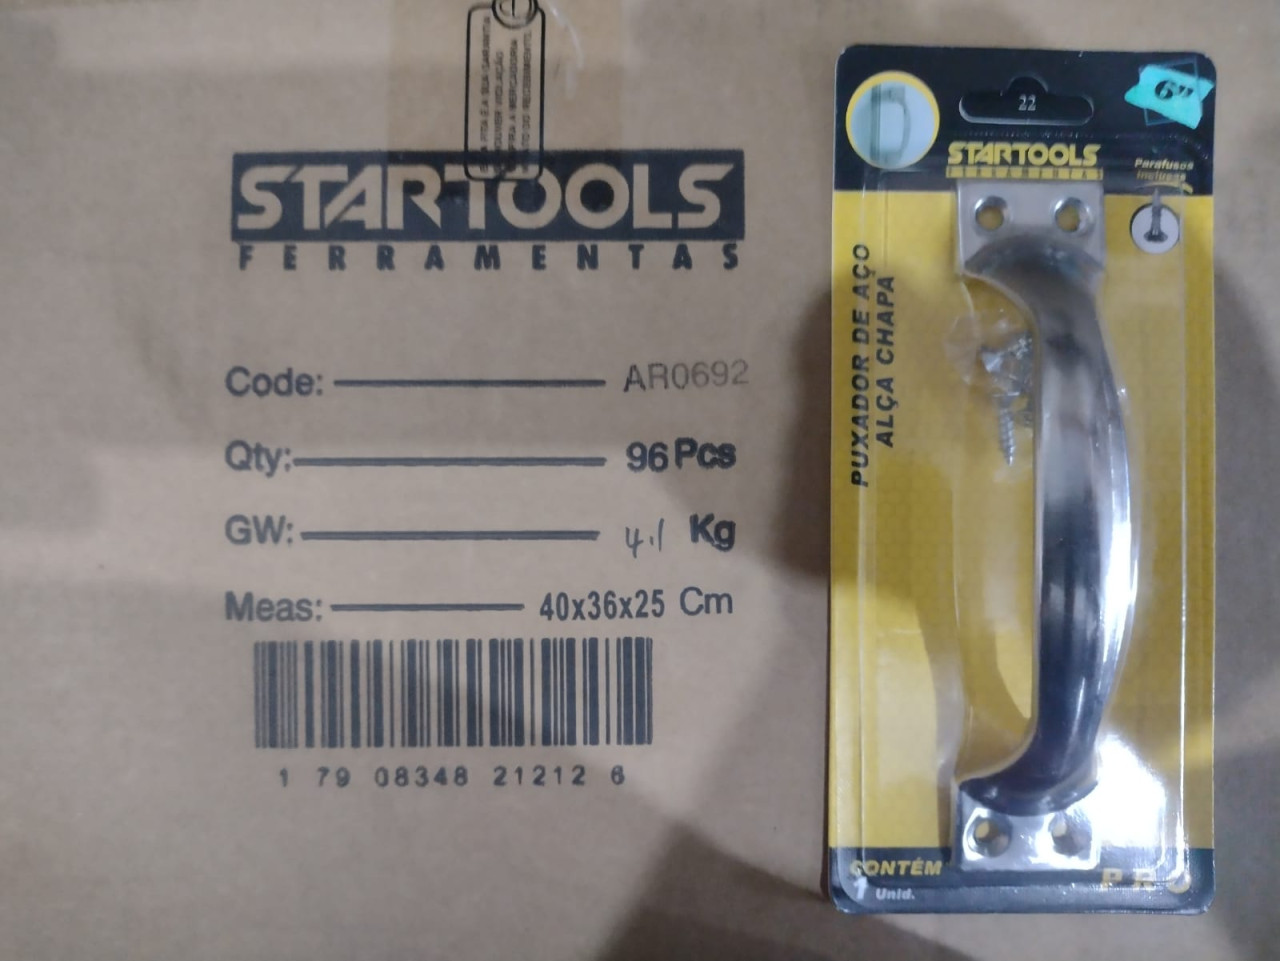 STARTOOLS
FERRAMENTAS
Code: AR0692
Qty: 96 Pcs
GW: 4.1 Kg
Meas: 40x36x25 Cm
1 79 08348 21212 6
22
6"
STARTOOLS
FERRAMENTAS
Parafusos
inclusos
PUXADOR DE AÇO
ALÇA CHAPA
CONTÉM
1 Unid.
PRO